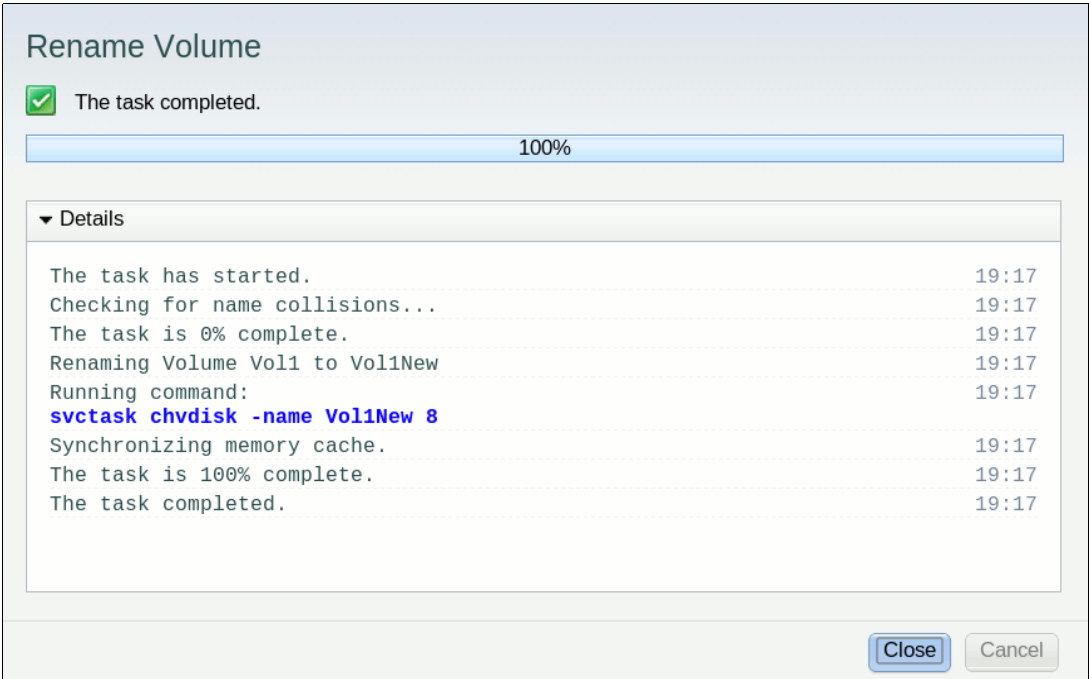 Rename Volume
The task completed.
100%
Details
The task has started. 19:17
Checking for name collisions... 19:17
The task is 0% complete. 19:17
Renaming Volume Vol1 to Vol1New 19:17
Running command: 19:17
svctask chvdisk -name Vol1New 8
Synchronizing memory cache. 19:17
The task is 100% complete. 19:17
The task completed. 19:17
Close Cancel